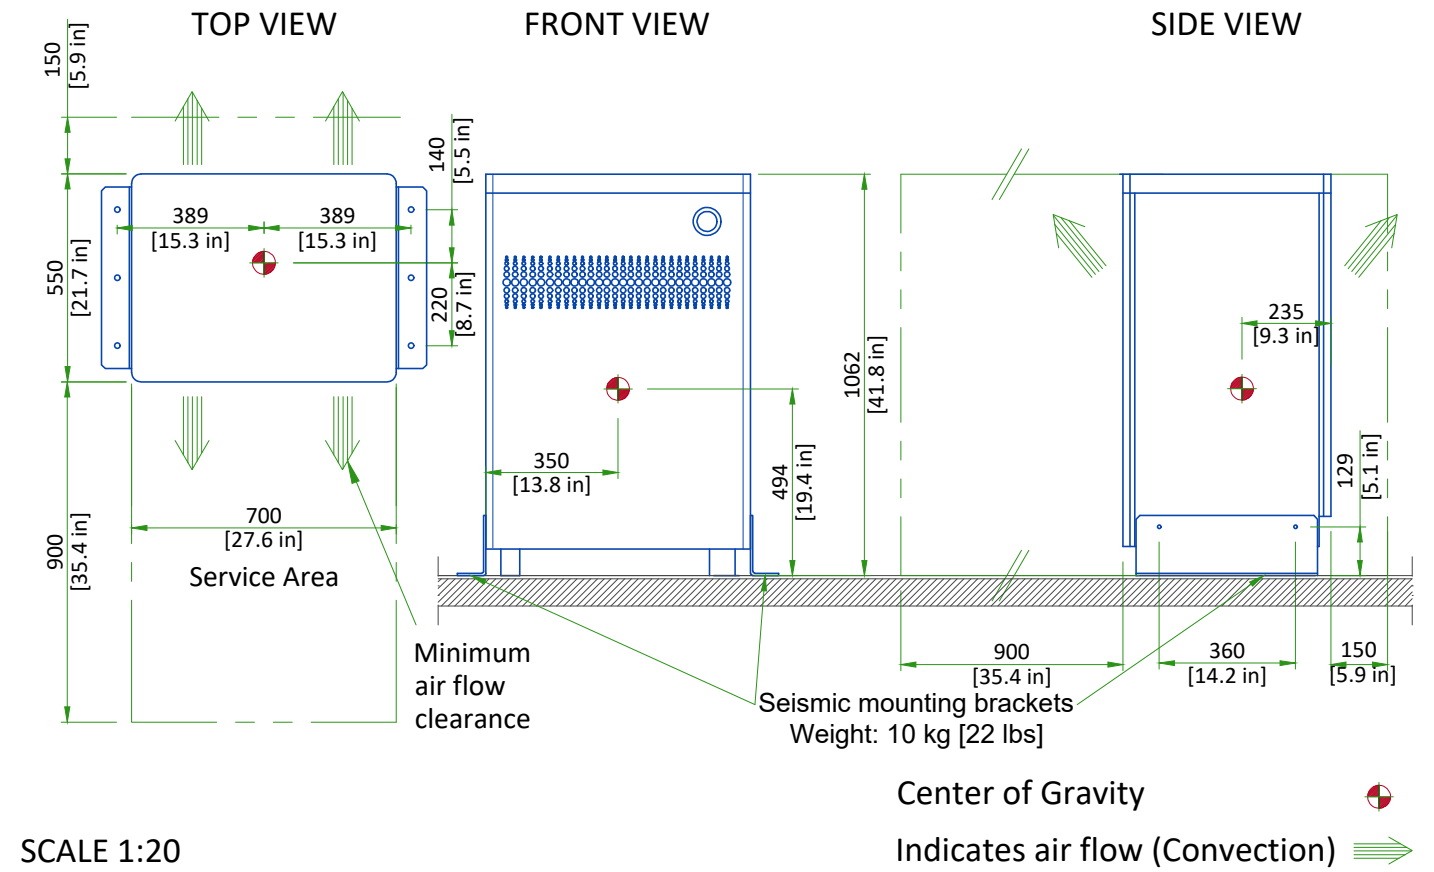 TOP VIEW
FRONT VIEW
SIDE VIEW
150
[5.9 in]
140
[5.5 in]
389
[15.3 in]
389
[15.3 in]
550
[21.7 in]
220
[8.7 in]
235
[9.3 in]
1062
[41.8 in]
350
[13.8 in]
494
[19.4 in]
129
[5.1 in]
700
[27.6 in]
Service Area
900
[35.4 in]
Minimum
air flow
clearance
900
[35.4 in]
360
[14.2 in]
150
[5.9 in]
Seismic mounting brackets
Weight: 10 kg [22 lbs]
Center of Gravity
Indicates air flow (Convection)
SCALE 1:20